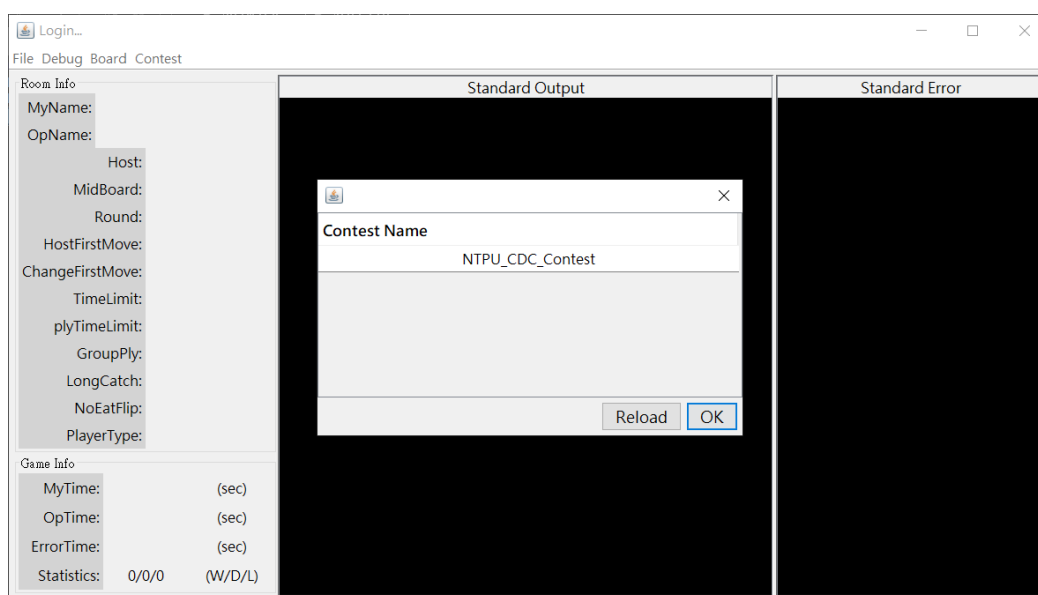 Login...
File Debug Board Contest
Room Info
MyName:
OpName:
Host:
MidBoard:
Round:
HostFirstMove:
ChangeFirstMove:
TimeLimit:
plyTimeLimit:
GroupPly:
LongCatch:
NoEatFlip:
PlayerType:
Game Info
MyTime: (sec)
OpTime: (sec)
ErrorTime: (sec)
Statistics: 0/0/0 (W/D/L)
Standard Output
Contest Name
NTPU_CDC_Contest
Reload OK
Standard Error